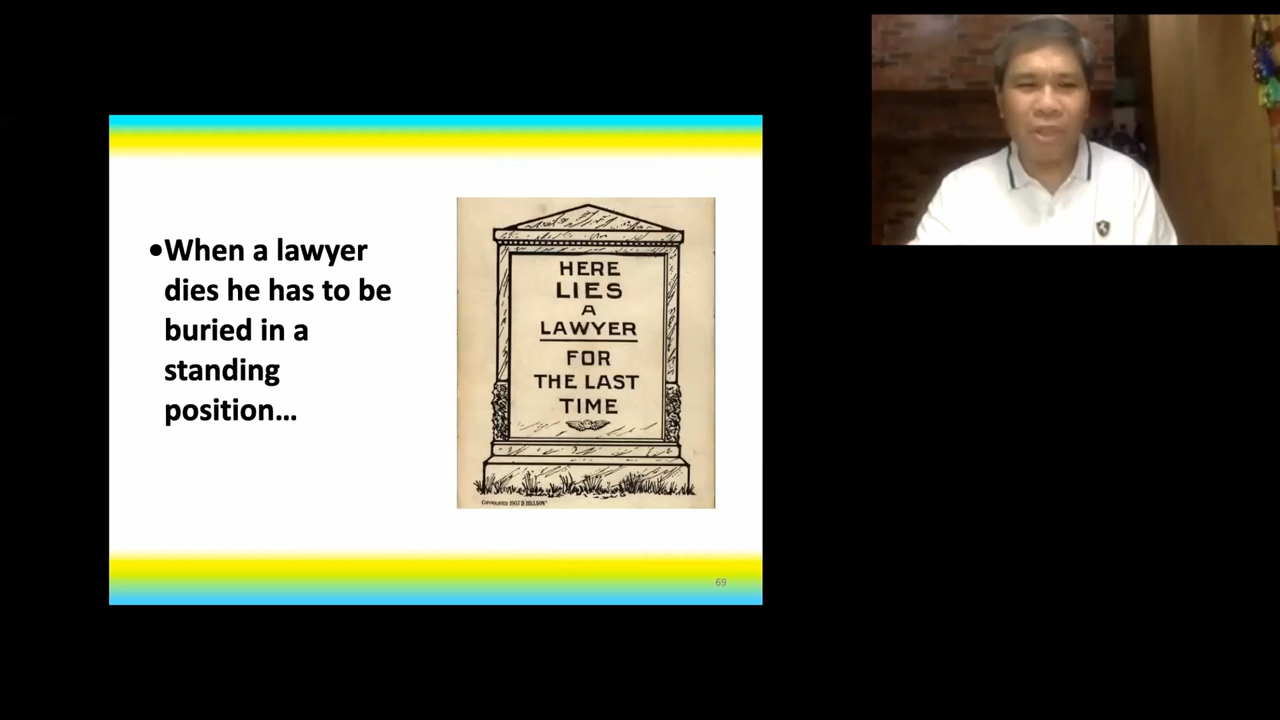 •When a lawyer
dies he has to be
buried in a
standing
position…
HERE
LIES
A
LAWYER
FOR
THE LAST
TIME
69